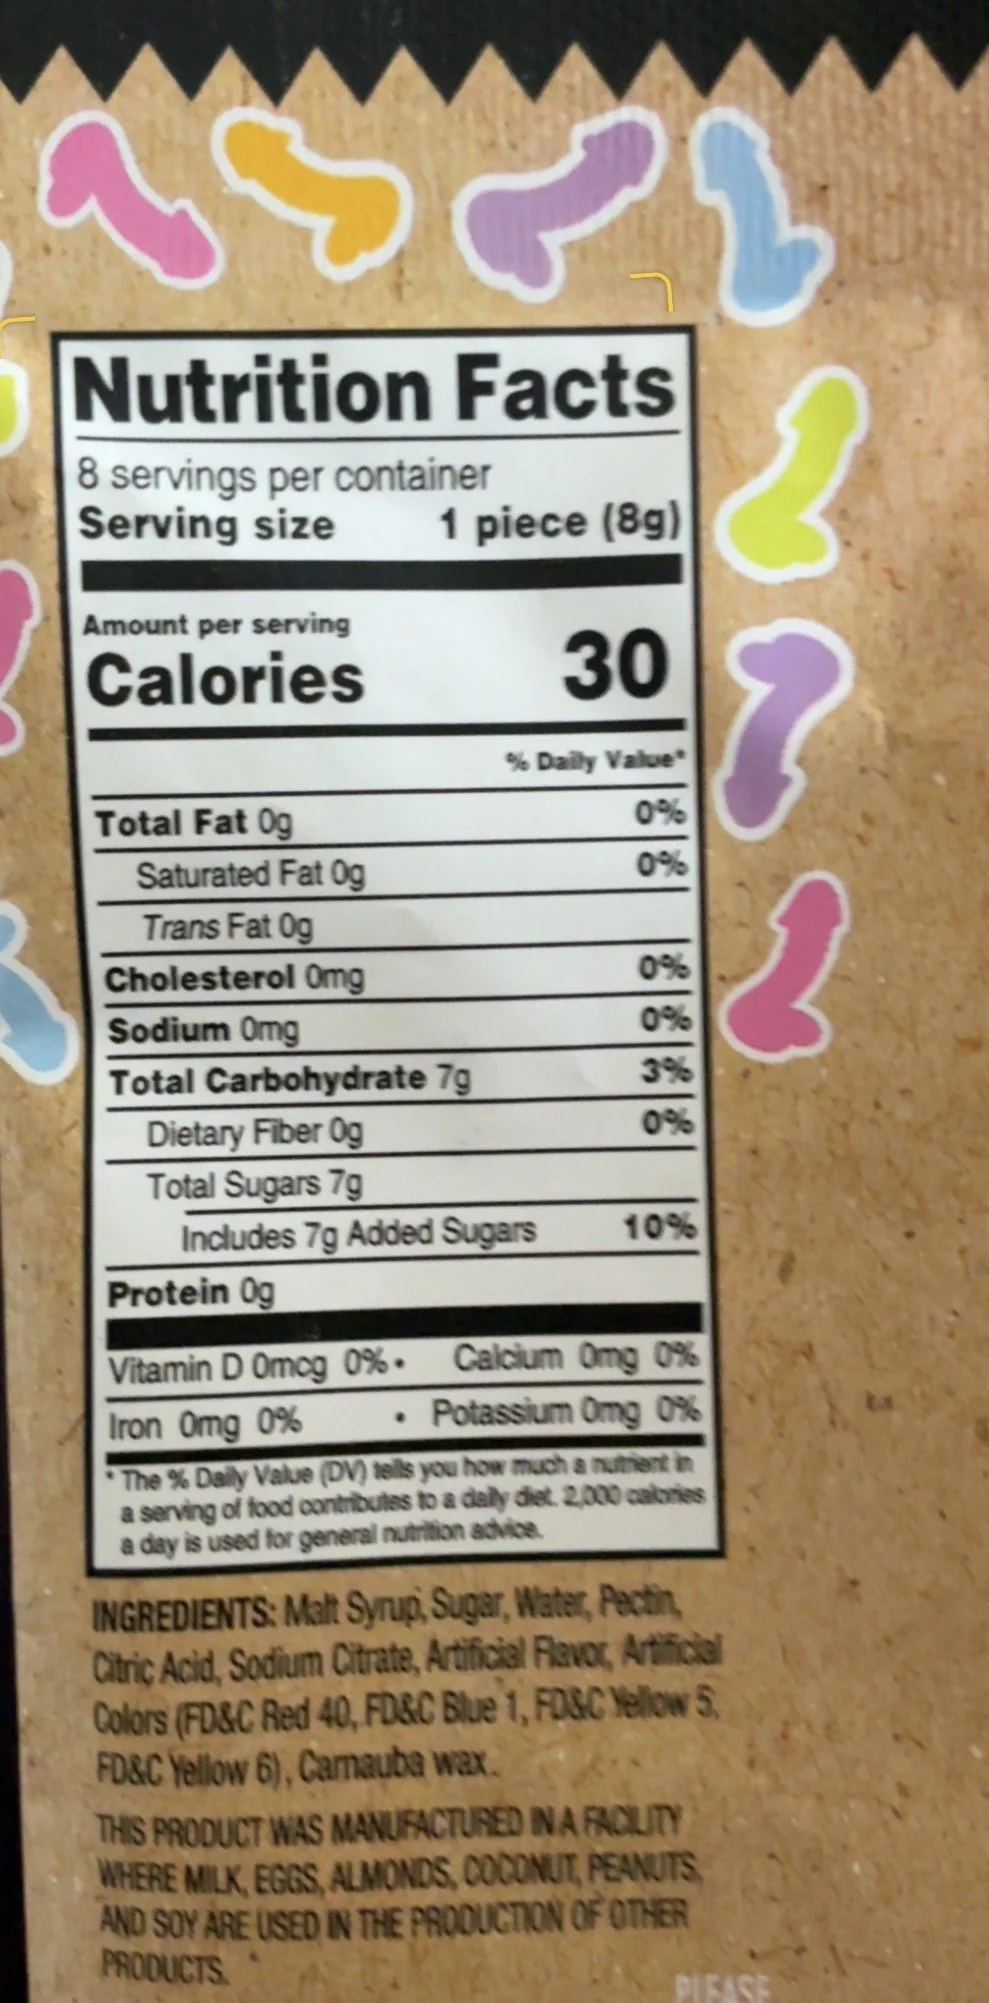 Nutrition Facts
8 servings per container
Serving size 1 piece (8g)
Amount per serving
Calories 30
% Daily Value*
Total Fat 0g 0%
Saturated Fat 0g 0%
Trans Fat 0g
Cholesterol 0mg 0%
Sodium 0mg 0%
Total Carbohydrate 7g 3%
Dietary Fiber 0g 0%
Total Sugars 7g
Includes 7g Added Sugars 10%
Protein 0g
Vitamin D 0mcg 0% • Calcium 0mg 0%
Iron 0mg 0% • Potassium 0mg 0%
* The % Daily Value (DV) tells you how much a nutrient in
a serving of food contributes to a daily diet. 2,000 calories
a day is used for general nutrition advice.
INGREDIENTS: Malt Syrup, Sugar, Water, Pectin,
Citric Acid, Sodium Citrate, Artificial Flavor, Artificial
Colors (FD&C Red 40, FD&C Blue 1, FD&C Yellow 5,
FD&C Yellow 6), Carnauba wax.
THIS PRODUCT WAS MANUFACTURED IN A FACILITY
WHERE MILK, EGGS, ALMONDS, COCONUT, PEANUTS,
AND SOY ARE USED IN THE PRODUCTION OF OTHER
PRODUCTS.
PLEASE